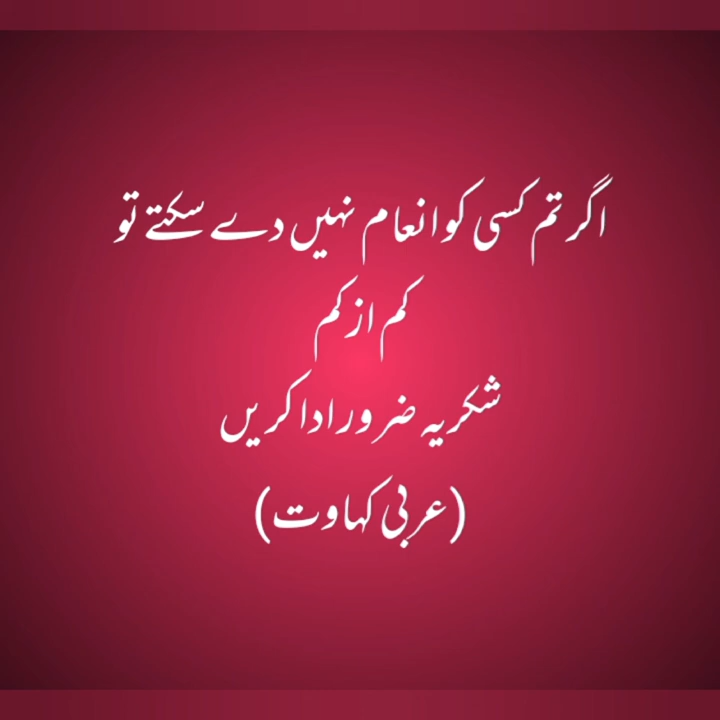 اگر تم کسی کو انعام نہیں دے سکتے تو
کم از کم
شکریہ ضرور ادا کریں
(عربی کہاوت)